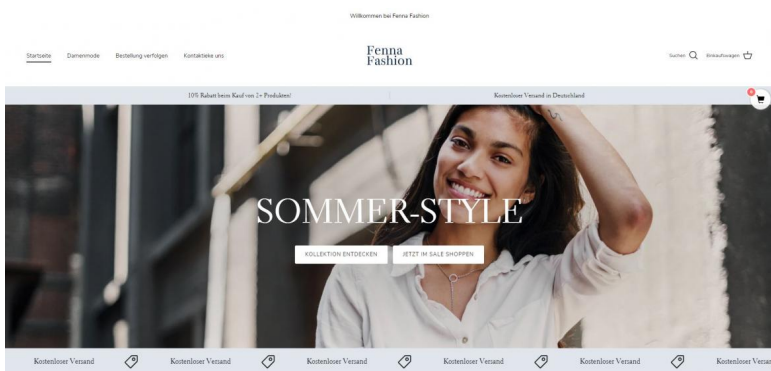 Willkommen bei Fenna Fashion
Startseite
Damenmode
Bestellung verfolgen
Kontaktieke uns
Fenna
Fashion
Suchen
Einkaufswagen
10% Rabatt beim Kauf von 2+ Produkten!
Kostenloser Versand in Deutschland
0
SOMMER-STYLE
KOLLEKTION ENTDECKEN
JETZT IM SALE SHOPPEN
Kostenloser Versand
Kostenloser Versand
Kostenloser Versand
Kostenloser Versand
Kostenloser Versand
Kostenloser Versan